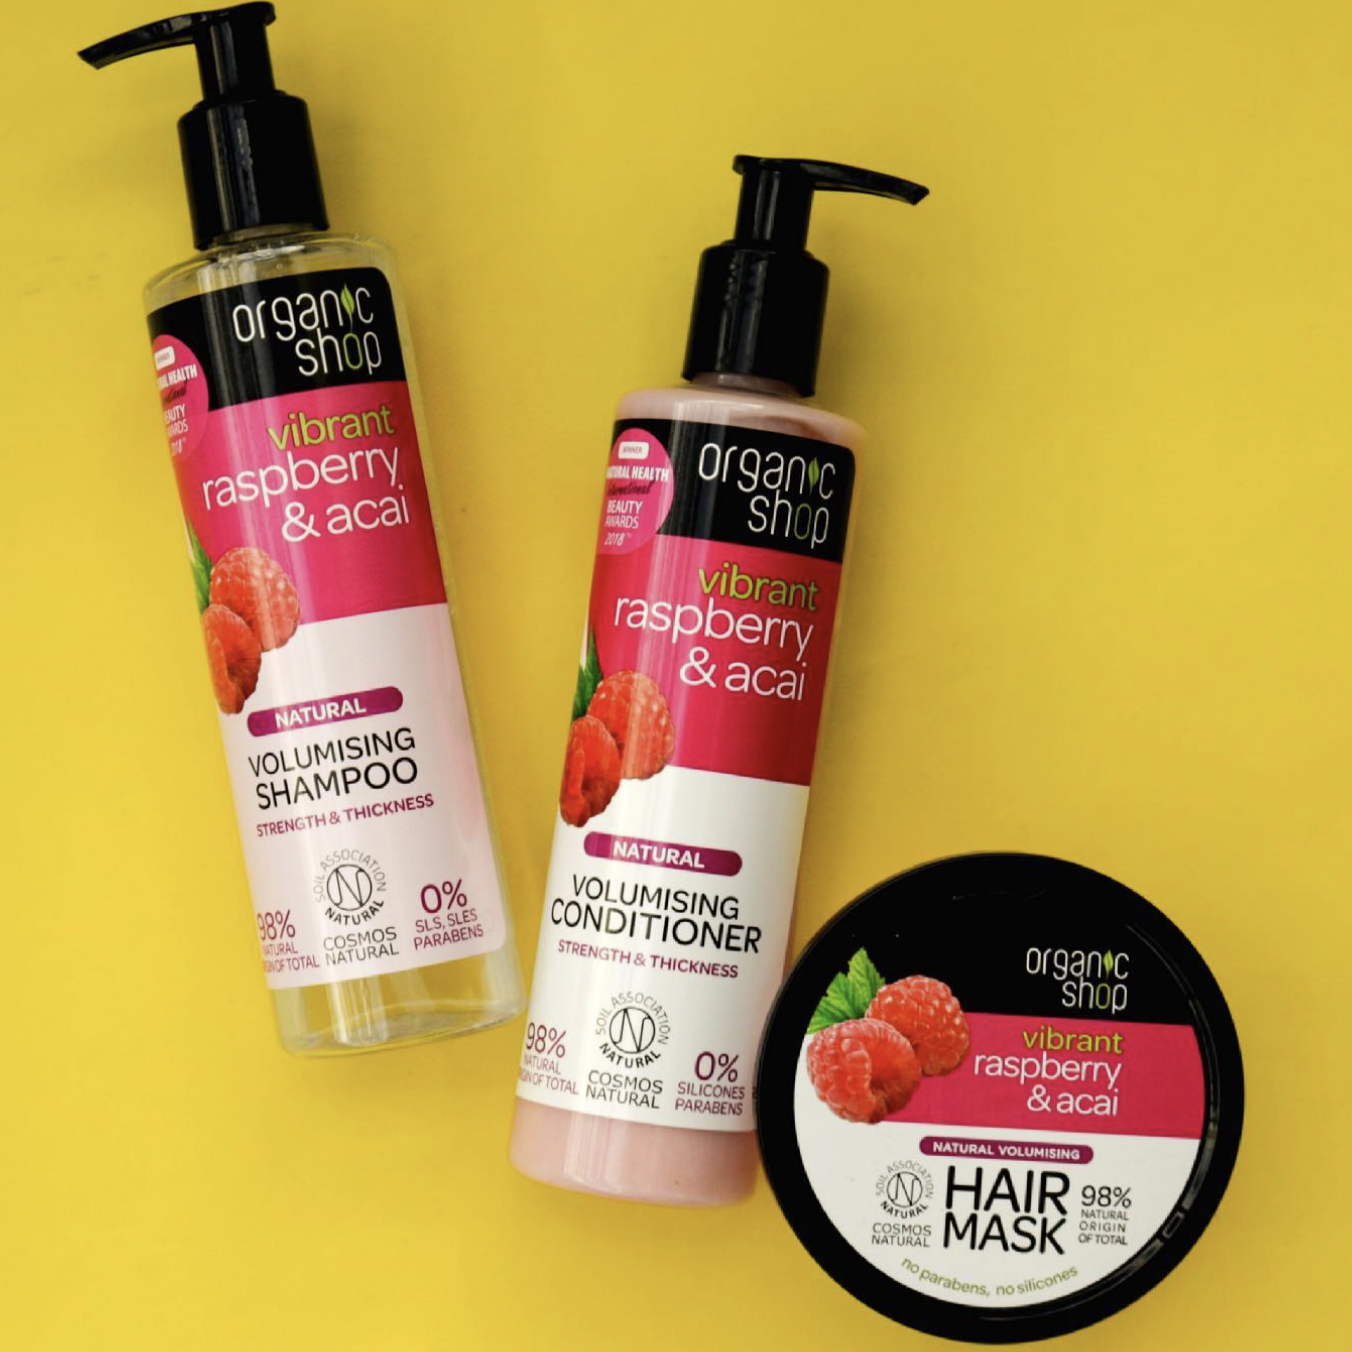 organic
shop
HEALTH
vibrant
raspberry
& acai
NATURAL
VOLUMISING
SHAMPOO
STRENGTH & THICKNESS
SOIL ASSOCIATION
NATURAL
COSMOS
NATURAL
98%
NATURAL
OF TOTAL
0%
SLS, SLES
PARABENS
organic
shop
WINNER
HEALTH
BEAUTY
AWARDS
2018
vibrant
raspberry
& acai
NATURAL
VOLUMISING
CONDITIONER
STRENGTH & THICKNESS
SOIL ASSOCIATION
NATURAL
COSMOS
NATURAL
98%
NATURAL
OF TOTAL
0%
SILICONES
PARABENS
organic
shop
vibrant
raspberry
& acai
NATURAL VOLUMISING
HAIR
MASK
SOIL ASSOCIATION
NATURAL
COSMOS
NATURAL
98%
NATURAL
ORIGIN
OF TOTAL
no parabens, no silicones